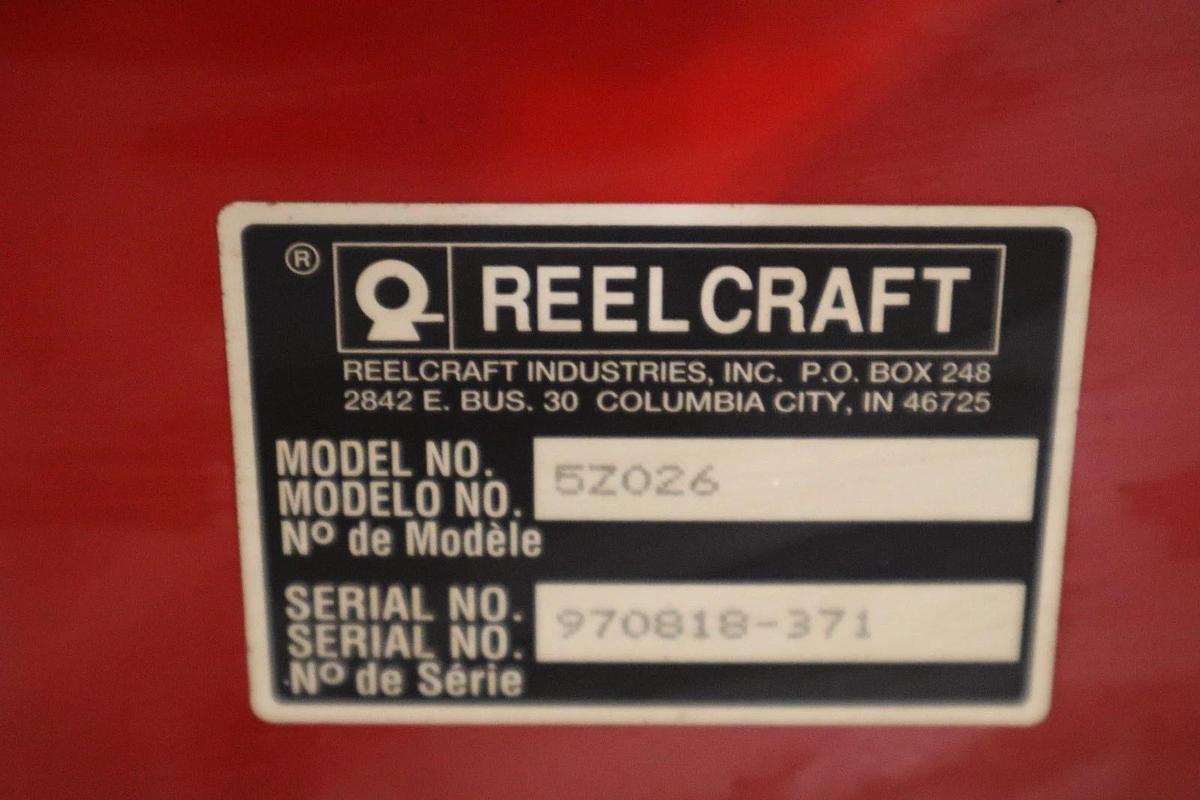 ® REELCRAFT
REELCRAFT INDUSTRIES, INC. P.O. BOX 248
2842 E. BUS. 30 COLUMBIA CITY, IN 46725
MODEL NO.
MODELO NO.
Nº de Modèle
5Z026
SERIAL NO.
SERIAL NO.
Nº de Série
970818-371